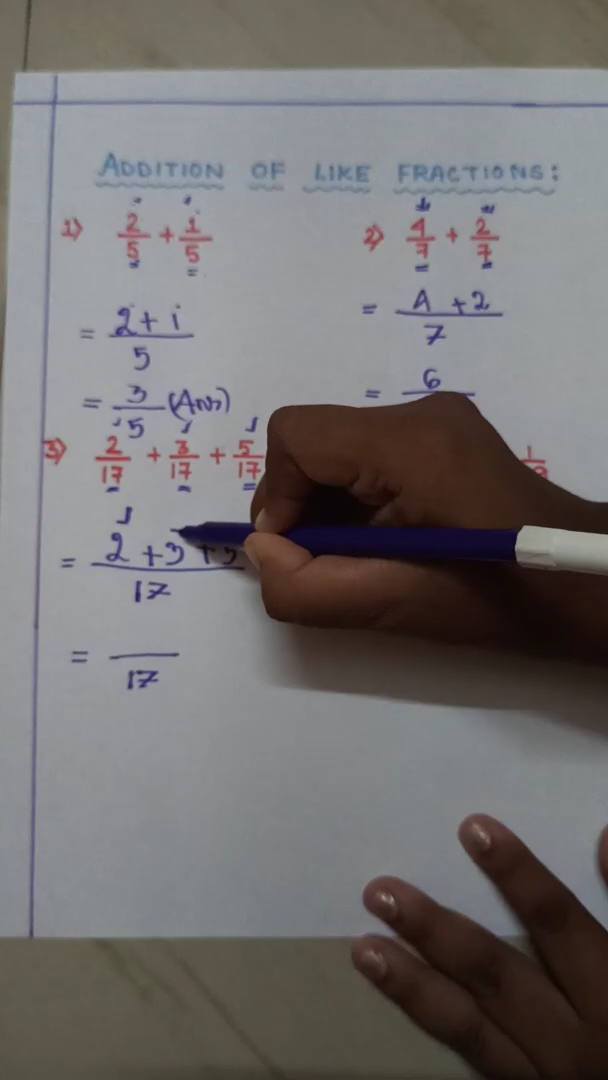 ADDITION OF LIKE FRACTIONS:
1) 2/5 + 1/5
= 2+1/5
= 3/5 (Ans)
2) 4/7 + 2/7
= 4+2/7
= 6
3) 2/17 + 3/17 + 5/17
= 2+3+5/17
= /17